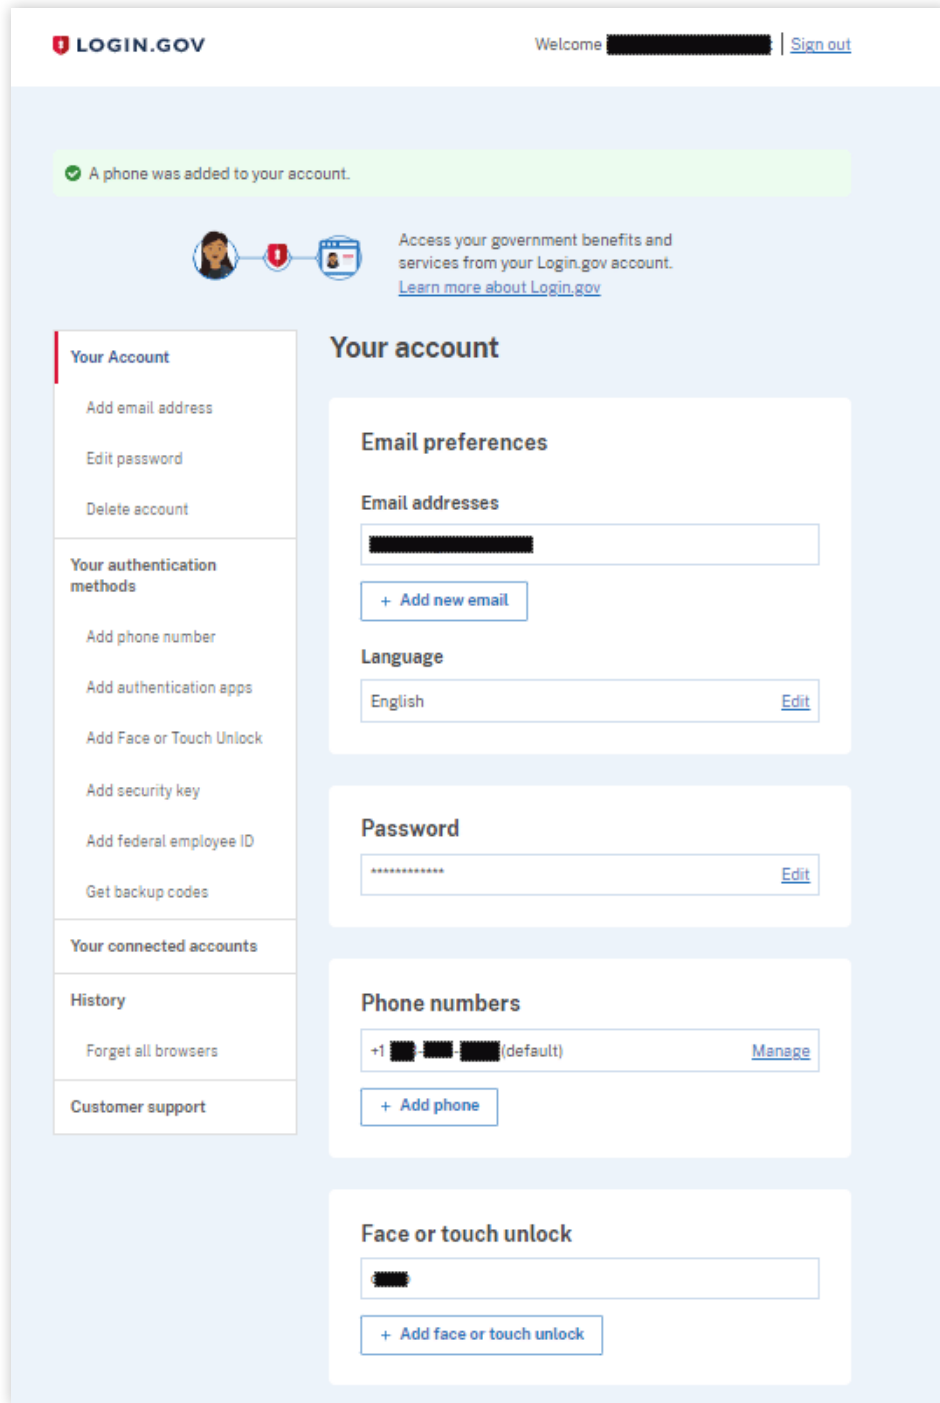 LOGIN.GOV
Welcome | Sign out
A phone was added to your account.
Access your government benefits and
services from your Login.gov account.
Learn more about Login.gov
Your Account
Add email address
Edit password
Delete account
Your authentication
methods
Add phone number
Add authentication apps
Add Face or Touch Unlock
Add security key
Add federal employee ID
Get backup codes
Your connected accounts
History
Forget all browsers
Customer support
Your account
Email preferences
Email addresses
+ Add new email
Language
English Edit
Password
************ Edit
Phone numbers
+1 - - (default) Manage
+ Add phone
Face or touch unlock
+ Add face or touch unlock